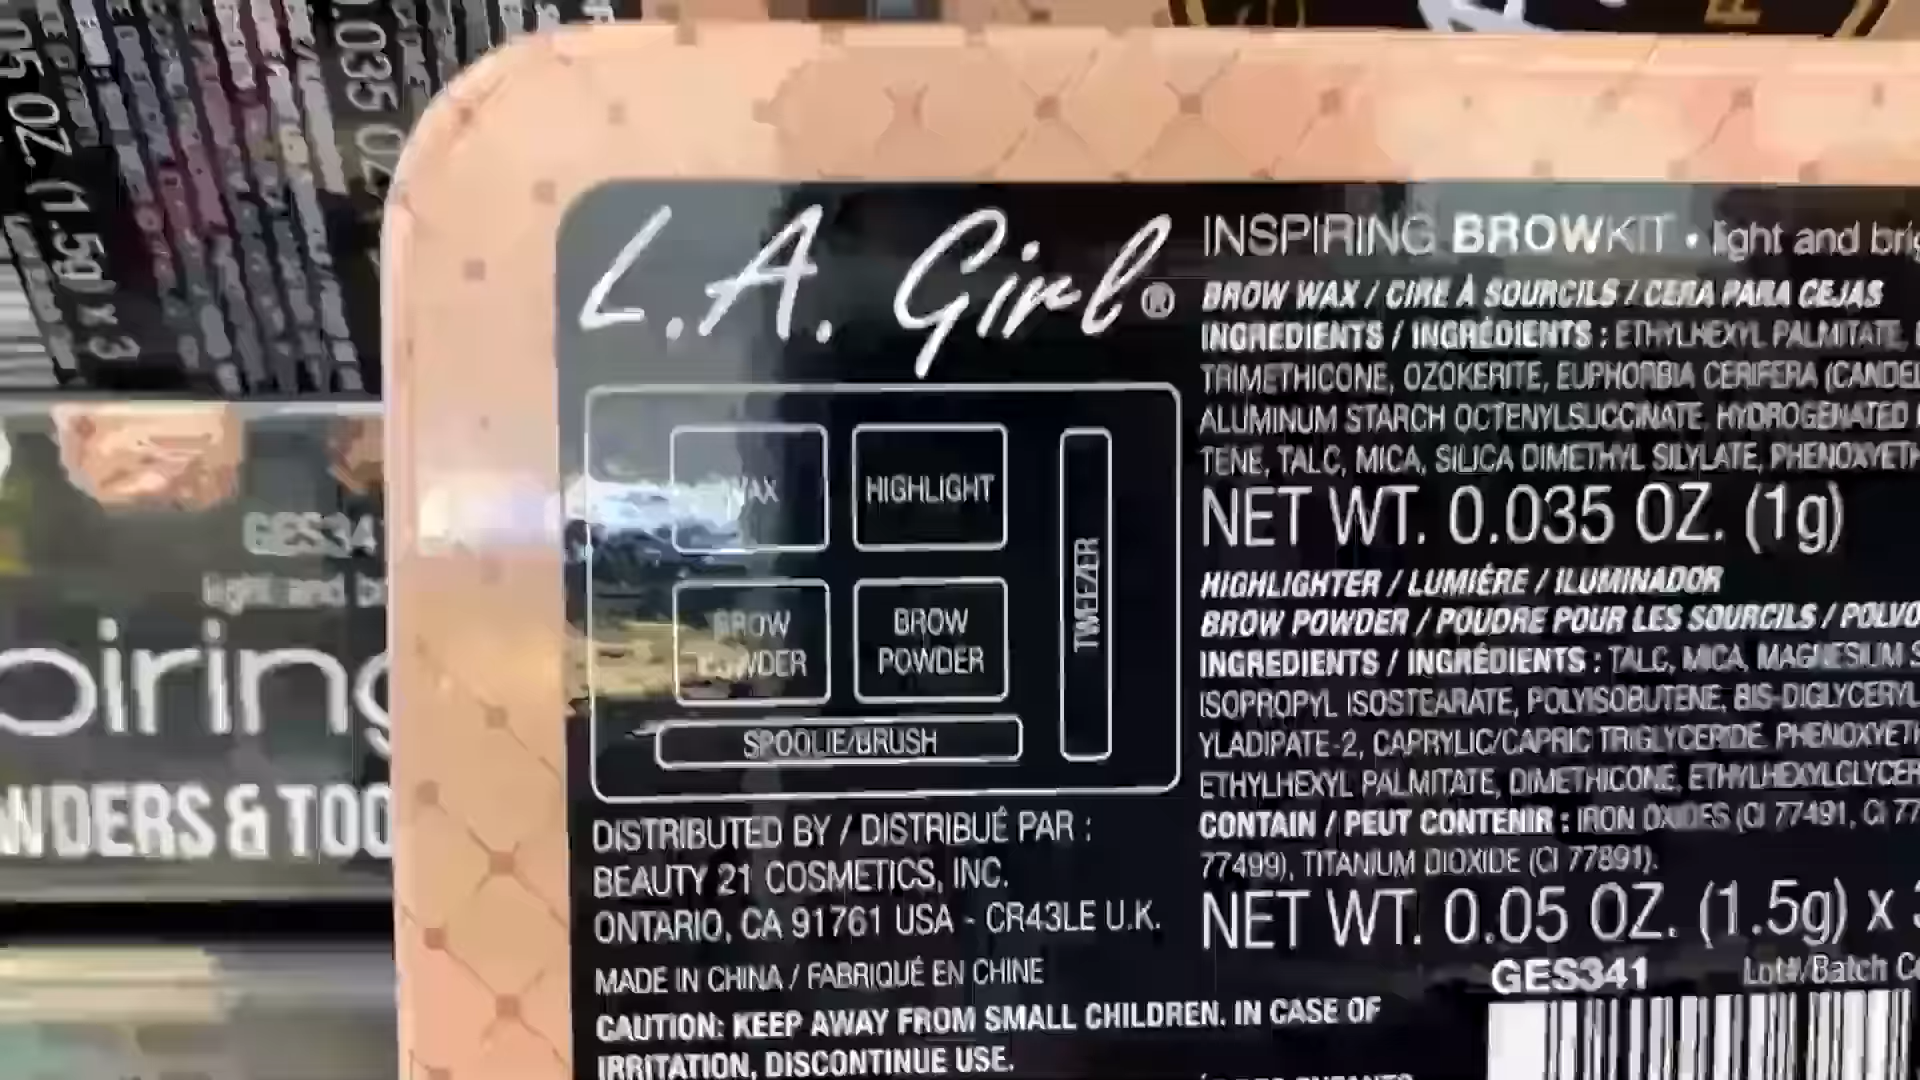 05 OZ. (1.5g) x 3
0.035 OZ
GES341
light and b
piring
WDERS & TOO
L.A. Girl®
WAX
HIGHLIGHT
BROW
POWDER
BROW
POWDER
TWEEZER
SPOOLIE/BRUSH
DISTRIBUTED BY / DISTRIBUÉ PAR :
BEAUTY 21 COSMETICS, INC.
ONTARIO, CA 91761 USA - CR43LE U.K.
MADE IN CHINA / FABRIQUÉ EN CHINE
CAUTION: KEEP AWAY FROM SMALL CHILDREN. IN CASE OF
IRRITATION, DISCONTINUE USE.
INSPIRING BROWKIT • light and brig
BROW WAX / CIRE À SOURCILS / CERA PARA CEJAS
INGREDIENTS / INGRÉDIENTS : ETHYLHEXYL PALMITATE,
TRIMETHICONE, OZOKERITE, EUPHORBIA CERIFERA (CANDEL
ALUMINUM STARCH OCTENYLSUCCINATE, HYDROGENATED
TENE, TALC, MICA, SILICA DIMETHYL SILYLATE, PHENOXYETH
NET WT. 0.035 OZ. (1g)
HIGHLIGHTER / LUMIÈRE / ILUMINADOR
BROW POWDER / POUDRE POUR LES SOURCILS / POLVO
INGREDIENTS / INGRÉDIENTS : TALC, MICA, MAGNESIUM S
ISOPROPYL ISOSTEARATE, POLYISOBUTENE, BIS-DIGLYCERYL
YLADIPATE-2, CAPRYLIC/CAPRIC TRIGLYCERIDE, PHENOXYETH
ETHYLHEXYL PALMITATE, DIMETHICONE, ETHYLHEXYLGLYCER
CONTAIN / PEUT CONTENIR : IRON OXIDES (CI 77491, CI 77
77499), TITANIUM DIOXIDE (CI 77891).
NET WT. 0.05 OZ. (1.5g) x 3
GES341
Lot#/Batch Co